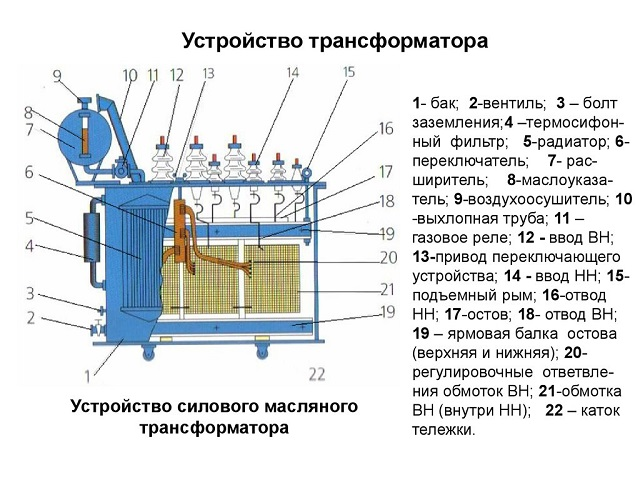 Устройство трансформатора
9
10
11
12
13
14
15
8
7
16
17
6
18
5
19
4
20
3
21
2
19
1
22
Устройство силового масляного
трансформатора
1- бак; 2-вентиль; 3 – болт
заземления;4 –термосифон-
ный фильтр; 5-радиатор; 6-
переключатель; 7- рас-
ширитель; 8-маслоуказа-
тель; 9-воздухоосушитель; 10
-выхлопная труба; 11 –
газовое реле; 12 - ввод ВН;
13-привод переключающего
устройства; 14 - ввод НН; 15-
подъемный рым; 16-отвод
НН; 17-остов; 18- отвод ВН;
19 – ярмовая балка остова
(верхняя и нижняя); 20-
регулировочные ответвле-
ния обмоток ВН; 21-обмотка
ВН (внутри НН); 22 – каток
тележки.